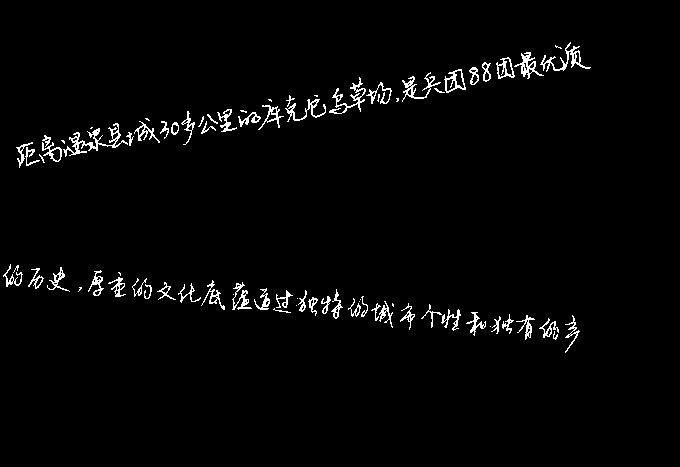 距离温泉县城30多公里的库克它乌草场,是兵团88团最优质
的历史,厚重的文化底蕴通过独特的城市个性和独有的产